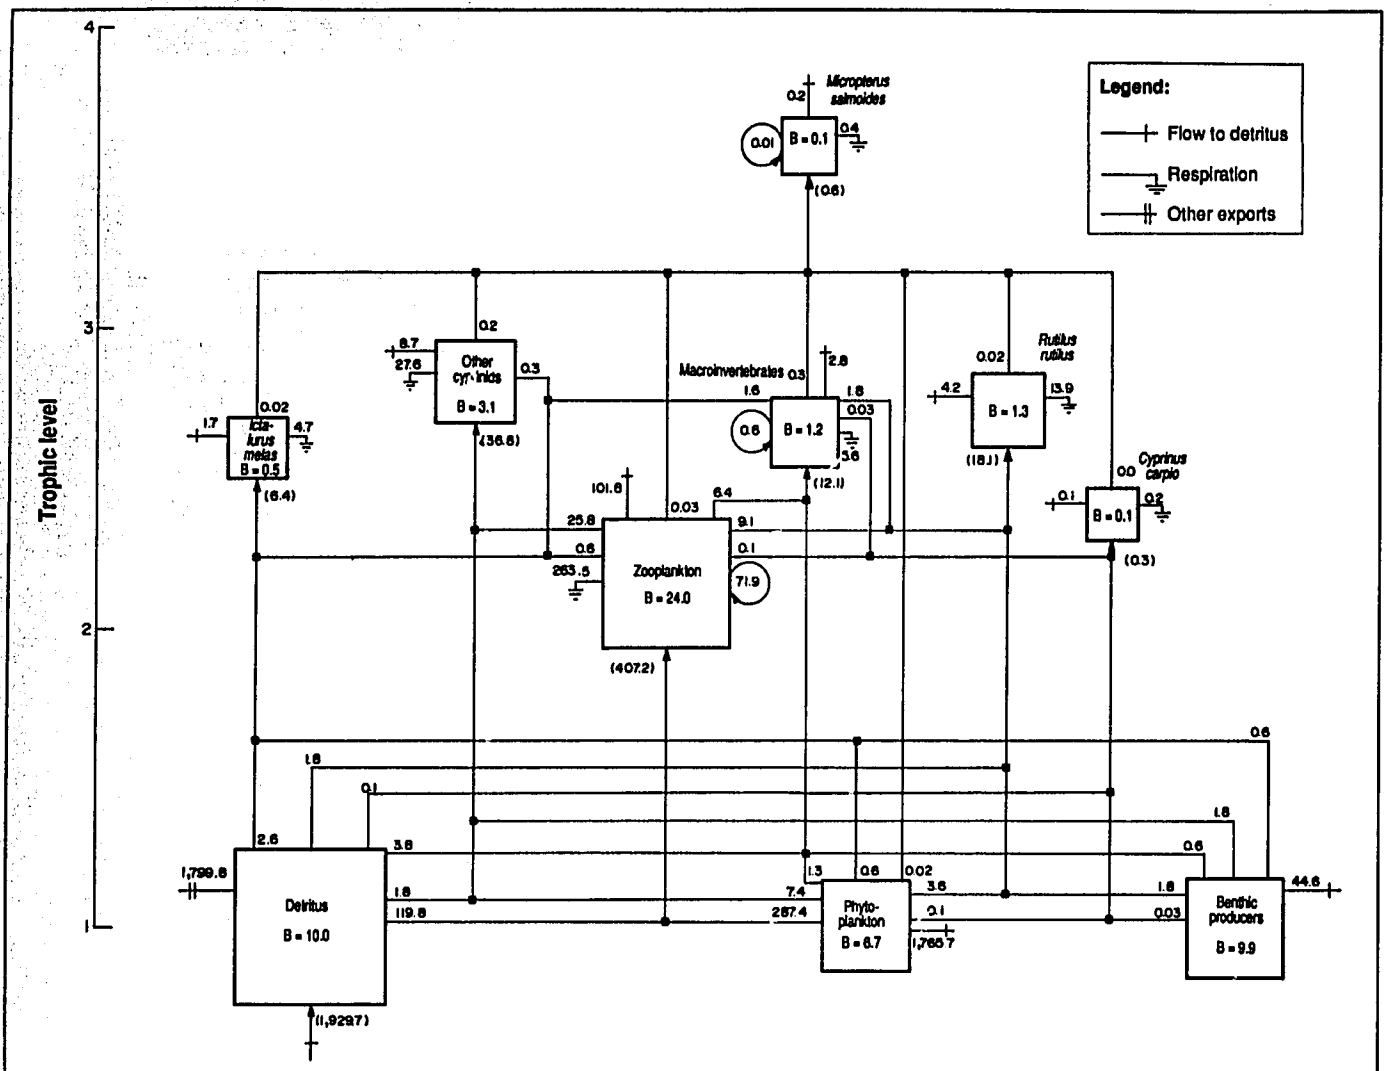 4
Micropterus
salmoides
0.2
B = 0.1
0.4
0.01
(0.6)
Legend:
Flow to detritus
Respiration
Other exports
3
Trophic level
0.2
8.7
27.6
Other
cyprinids
B = 3.1
0.3
(36.6)
Macroinvertebrates
0.3
2.8
1.6
1.8
0.03
0.6
B = 1.2
5.6
(12.1)
Rutilus
rutilus
0.02
4.2
13.9
B = 1.3
(18.1)
0.02
1.7
4.7
Icta-
lurus
melas
B = 0.5
(6.4)
0.0
Cyprinus
carpio
0.1
0.2
B = 0.1
(0.3)
101.6
0.03
6.4
25.8
9.1
0.6
0.1
263.5
Zooplankton
71.9
B = 24.0
(407.2)
2
0.6
1.8
0.1
1.8
2.6
3.8
0.6
1,799.6
1.3
0.6
0.02
44.6
Detritus
1.8
7.4
3.6
1.8
Phyto-
plankton
Benthic
producers
B = 10.0
119.8
287.4
0.1
0.03
B = 6.7
1,765.7
B = 9.9
1
(1,929.7)